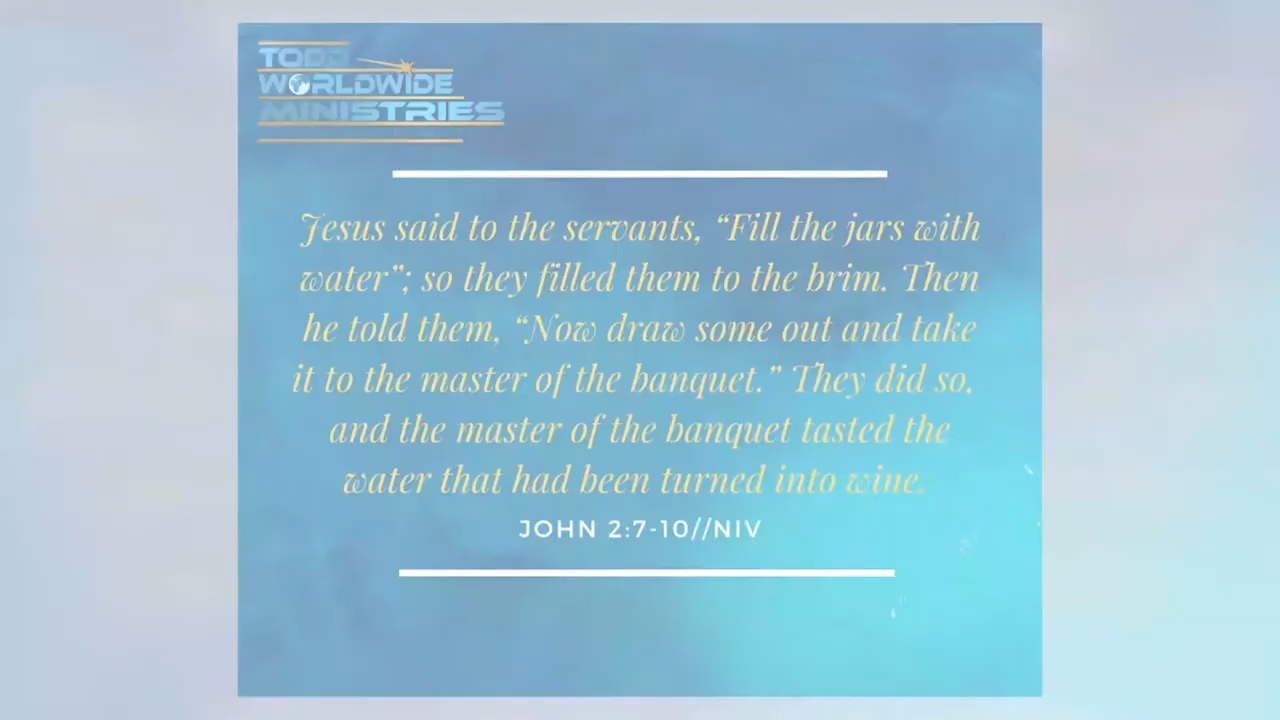 TODD
WORLDWIDE
MINISTRIES
Jesus said to the servants, “Fill the jars with
water”; so they filled them to the brim. Then
he told them, “Now draw some out and take
it to the master of the banquet.” They did so,
and the master of the banquet tasted the
water that had been turned into wine.
JOHN 2:7-10//NIV